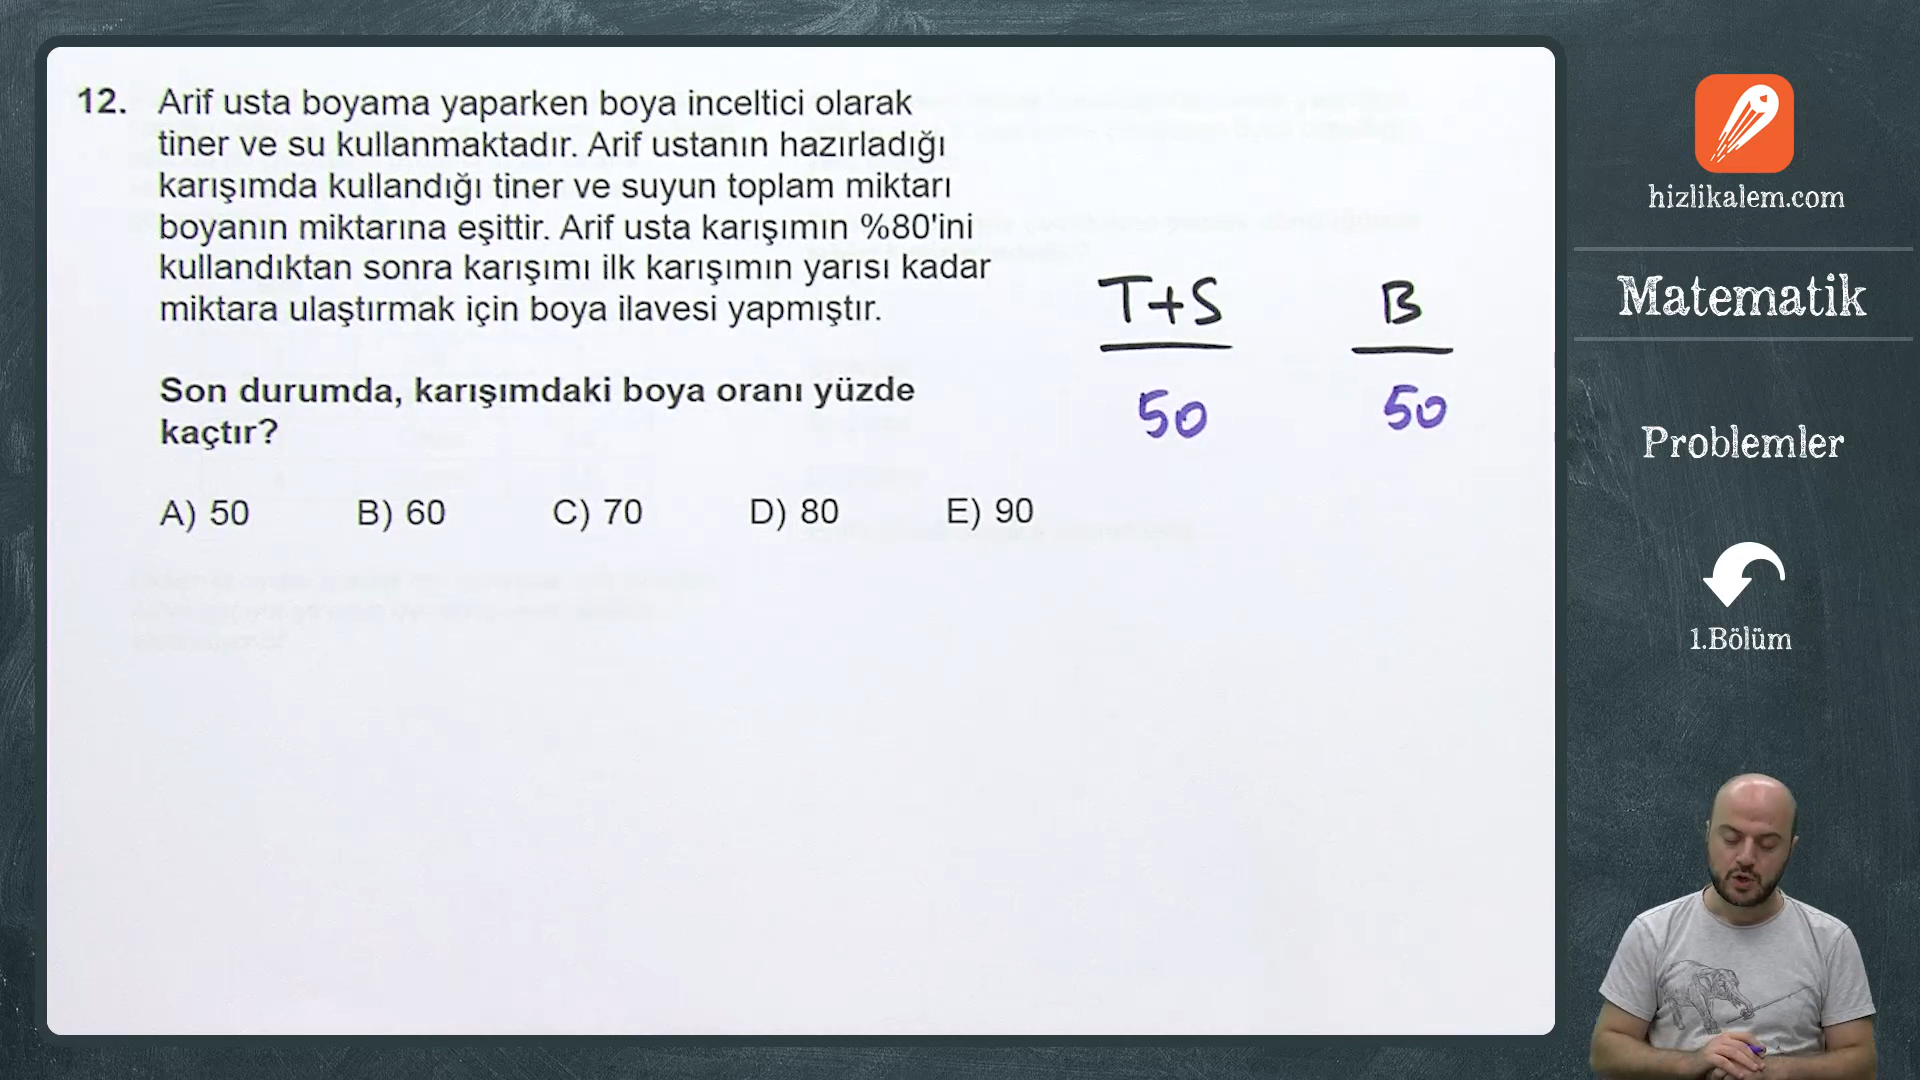 12. Arif usta boyama yaparken boya inceltici olarak
tiner ve su kullanmaktadır. Arif ustanın hazırladığı
karışımda kullandığı tiner ve suyun toplam miktarı
boyanın miktarına eşittir. Arif usta karışımın %80'ini
kullandıktan sonra karışımı ilk karışımın yarısı kadar
miktara ulaştırmak için boya ilavesi yapmıştır.
Son durumda, karışımdaki boya oranı yüzde
kaçtır?
A) 50 B) 60 C) 70 D) 80 E) 90
T+S B
50 50
hizlikalem.com
Matematik
Problemler
1.Bölüm